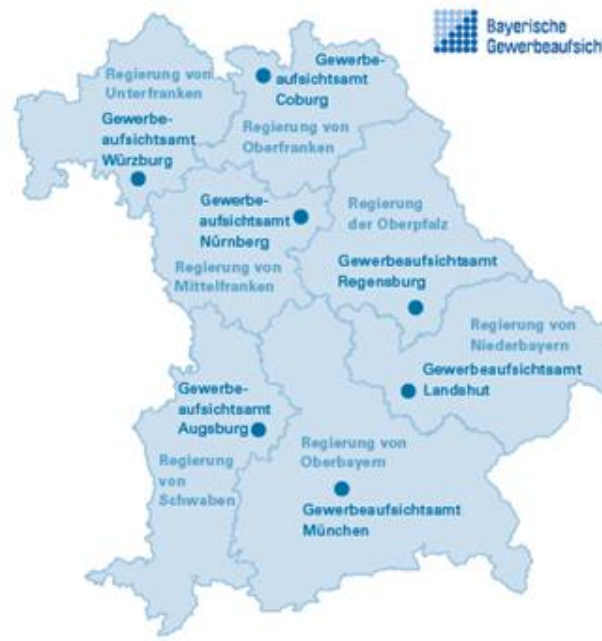 Bayerische
Gewerbeaufsicht
Gewerbe-
aufsichtsamt
Coburg
Regierung von
Unterfranken
Gewerbe-
aufsichtsamt
Würzburg
Regierung von
Oberfranken
Gewerbe-
aufsichtsamt
Nürnberg
Regierung von
Mittelfranken
Regierung
der Oberpfalz
Gewerbeaufsichtsamt
Regensburg
Regierung von
Niederbayern
Gewerbeaufsichtsamt
Landshut
Gewerbe-
aufsichtsamt
Augsburg
Regierung
von
Schwaben
Regierung von
Oberbayern
Gewerbeaufsichtsamt
München